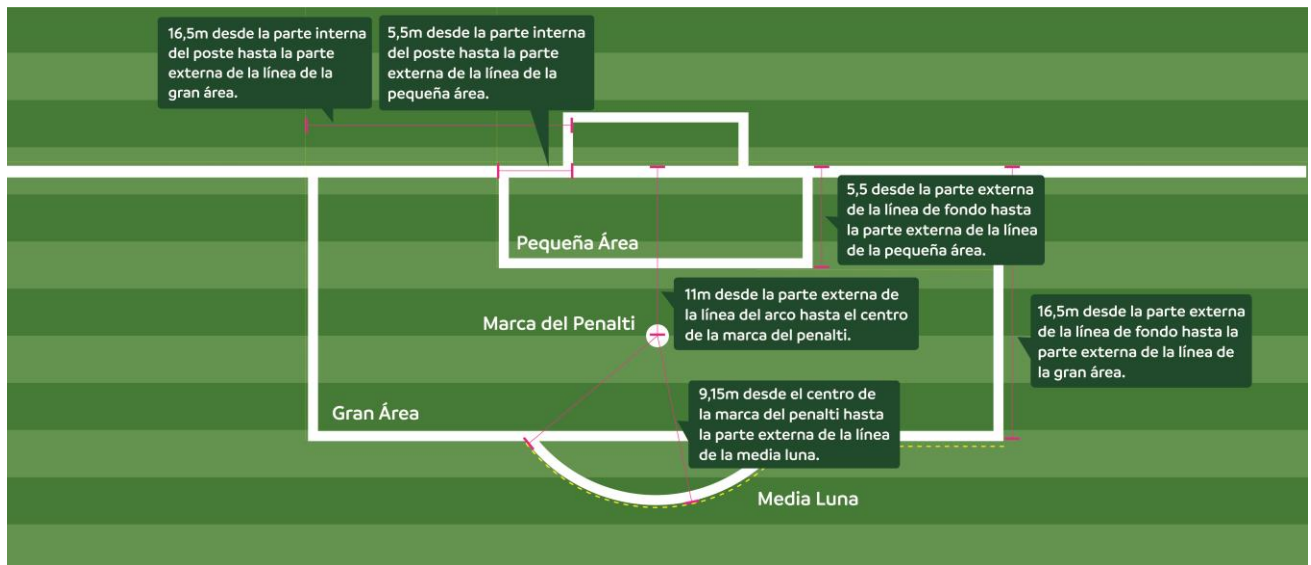 16,5m desde la parte interna
del poste hasta la parte
externa de la línea de la
gran área.
5,5m desde la parte interna
del poste hasta la parte
externa de la línea de la
pequeña área.
5,5 desde la parte externa
de la línea de fondo hasta
la parte externa de la línea
de la pequeña área.
Pequeña Área
11m desde la parte externa de
la línea del arco hasta el centro
de la marca del penalti.
Marca del Penalti
16,5m desde la parte externa
de la línea de fondo hasta la
parte externa de la línea de
la gran área.
9,15m desde el centro de
la marca del penalti hasta
la parte externa de la línea
de la media luna.
Gran Área
Media Luna